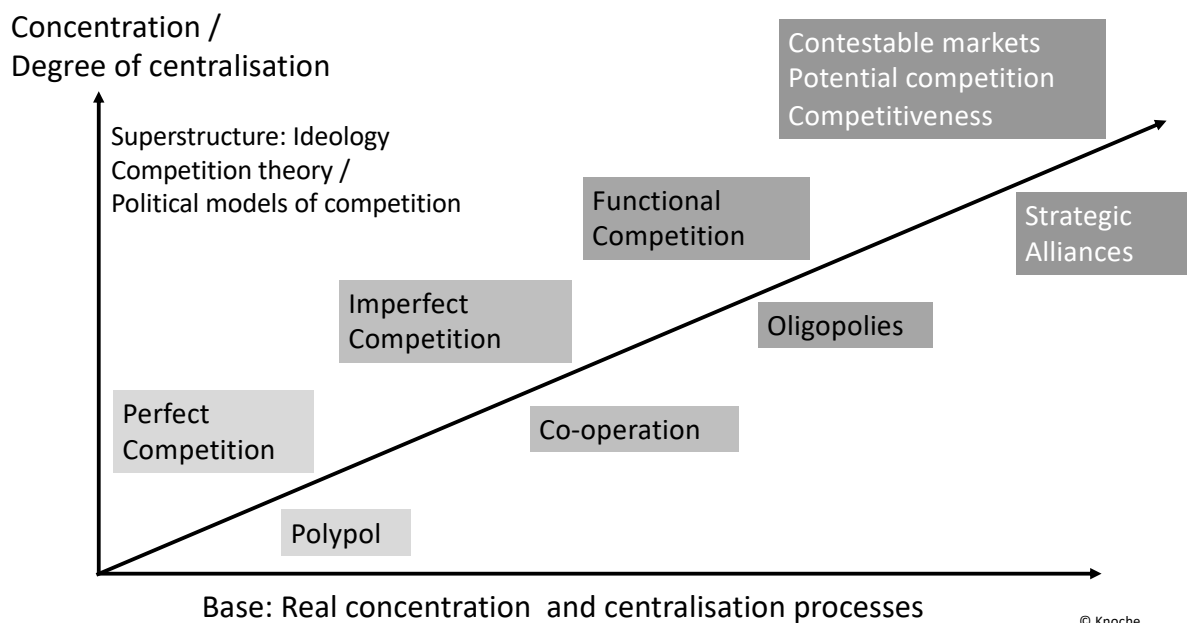 Concentration /
Degree of centralisation
Superstructure: Ideology
Competition theory /
Political models of competition
Contestable markets
Potential competition
Competitiveness
Functional
Competition
Strategic
Alliances
Imperfect
Competition
Oligopolies
Perfect
Competition
Co-operation
Polypol
Base: Real concentration and centralisation processes
© Knoche